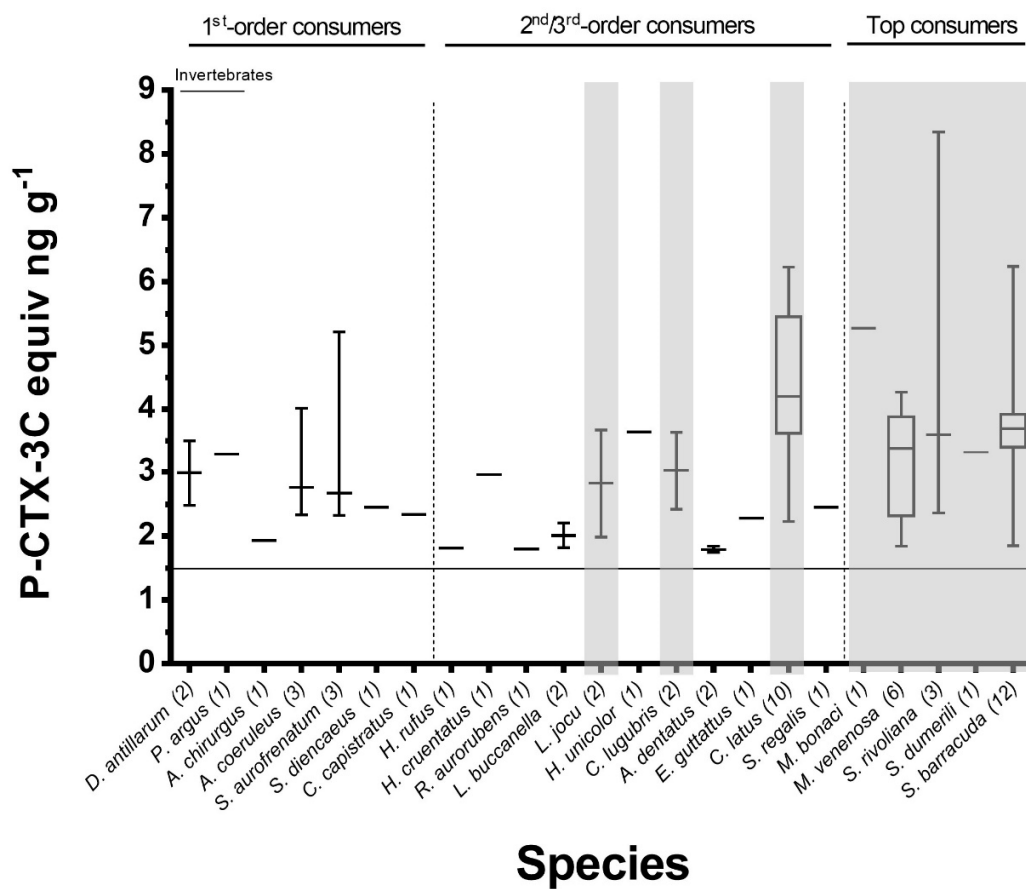 1st-order consumers
2nd/3rd-order consumers
Top consumers
Invertebrates
P-CTX-3C equiv ng g-1
9
8
7
6
5
4
3
2
1
0
D. antillarum (2)
P. argus (1)
A. chirurgus (1)
A. coeruleus (3)
S. aurofrenatum (3)
S. diencaeus (1)
C. capistratus (1)
H. rufus (1)
H. cruentatus (1)
R. aurorubens (1)
L. buccanella (2)
L. jocu (2)
H. unicolor (1)
C. lugubris (2)
A. dentatus (2)
E. guttattus (1)
C. latus (10)
S. regalis (1)
M. bonaci (1)
M. venenosa (6)
S. rivoliana (3)
S. dumerili (1)
S. barracuda (12)
Species